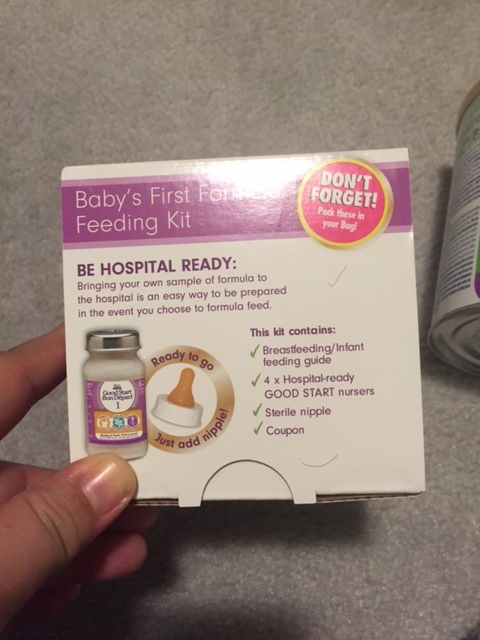 Baby's First Formula
Feeding Kit
DON'T
FORGET!
Pack these in
your Bag!
BE HOSPITAL READY:
Bringing your own sample of formula to
the hospital is an easy way to be prepared
in the event you choose to formula feed.
This kit contains:
Breastfeeding/Infant
feeding guide
4 x Hospital-ready
GOOD START nursers
Sterile nipple
Coupon
Ready to go
Just add nipple!
Good Start
Bon Départ
1